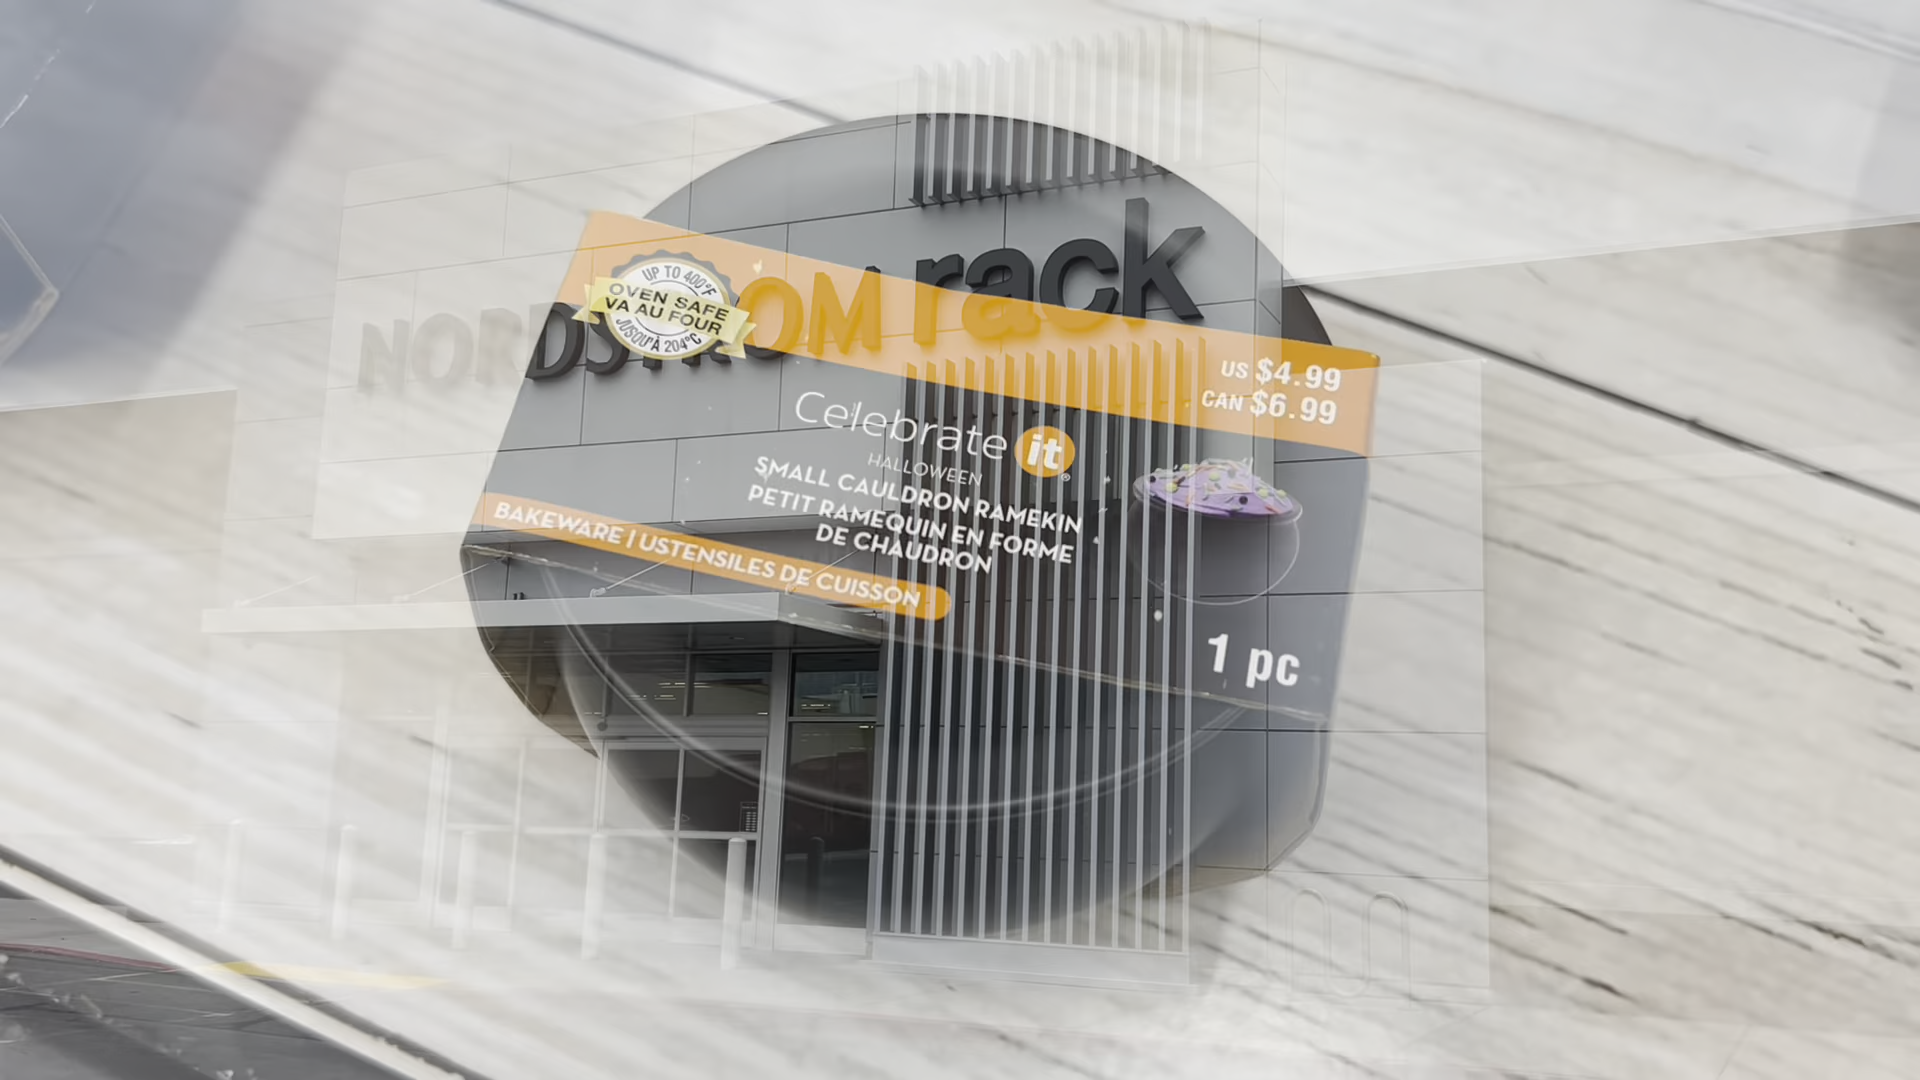 NORDSTROM rack
UP TO 400°F
OVEN SAFE
VA AU FOUR
JUSQU'À 204°C
US $4.99
CAN $6.99
Celebrate it®
HALLOWEEN
SMALL CAULDRON RAMEKIN
PETIT RAMEQUIN EN FORME
DE CHAUDRON
BAKEWARE | USTENSILES DE CUISSON
1 pc